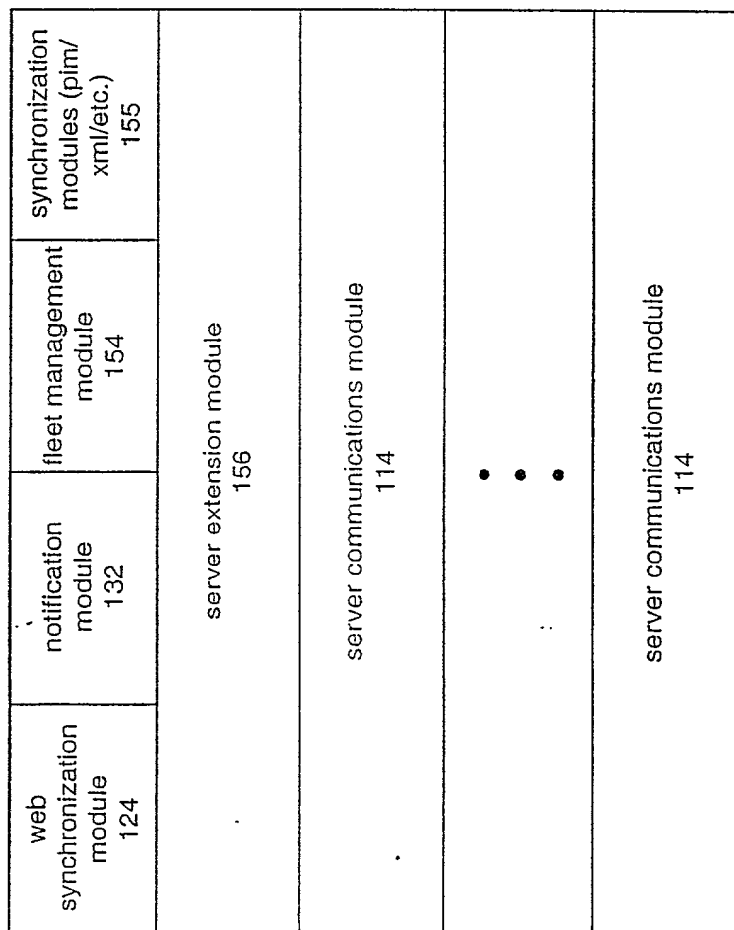 web
synchronization
module
124
notification
module
132
fleet management
module
154
synchronization
modules (pim/
xml/etc.)
155
server extension module
156
server communications module
114
server communications module
114